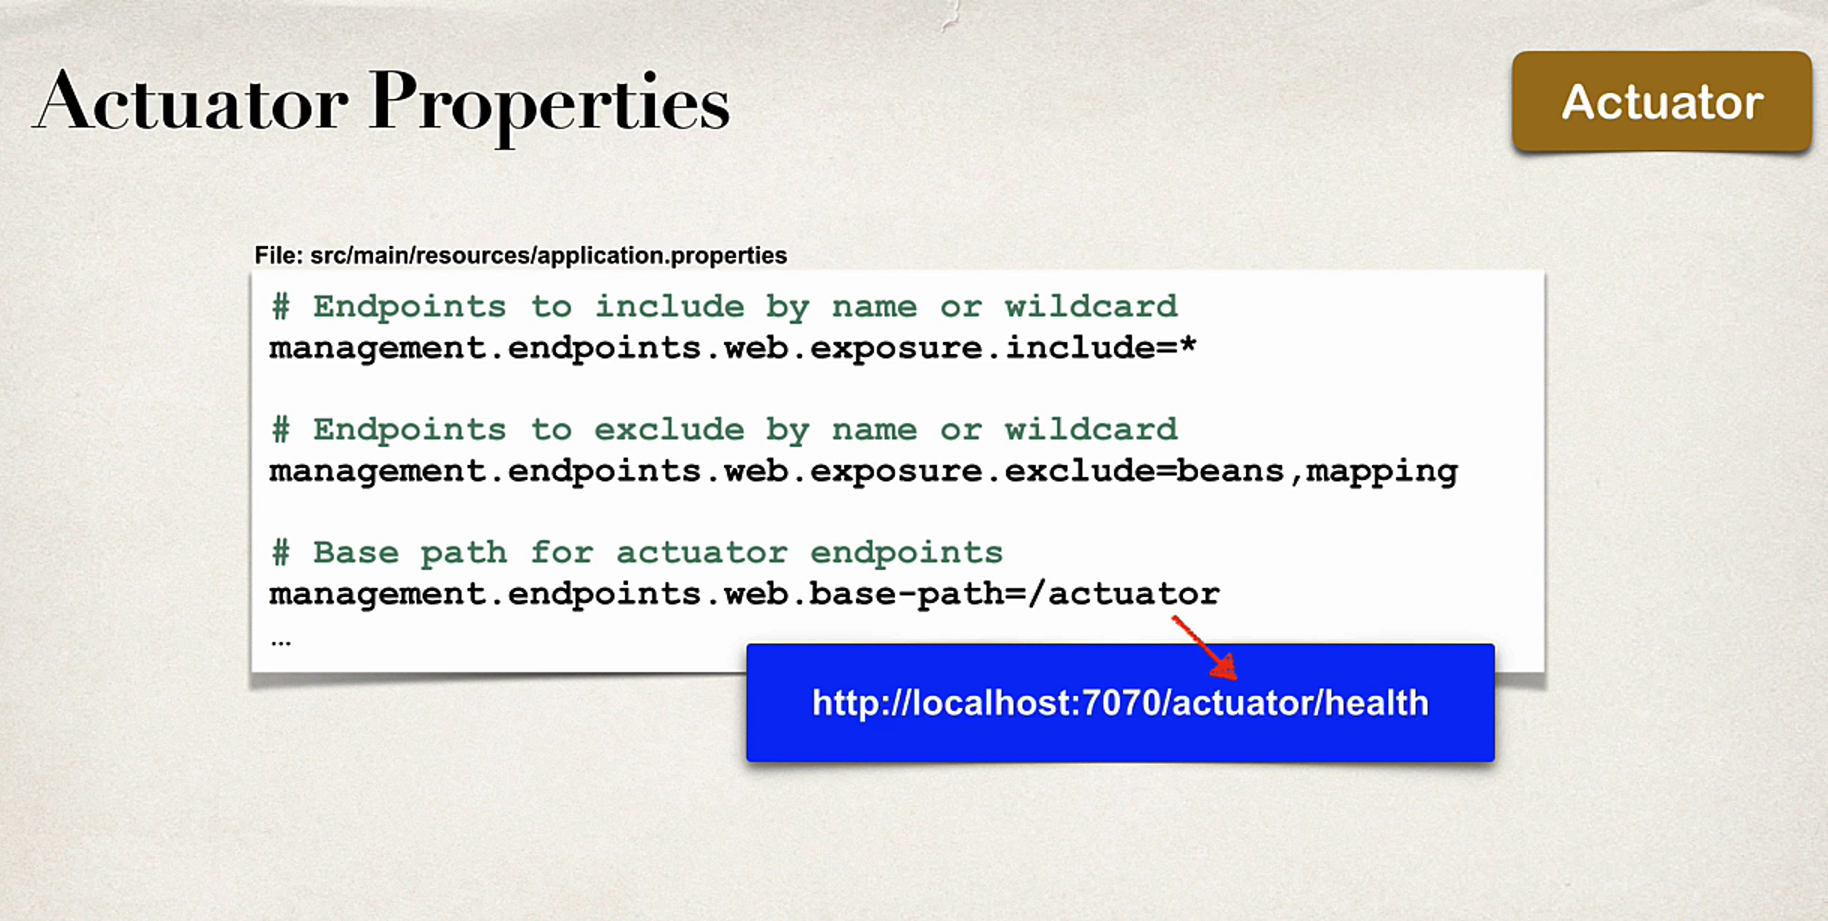 Actuator Properties
Actuator
File: src/main/resources/application.properties
# Endpoints to include by name or wildcard
management.endpoints.web.exposure.include=*
# Endpoints to exclude by name or wildcard
management.endpoints.web.exposure.exclude=beans,mapping
# Base path for actuator endpoints
management.endpoints.web.base-path=/actuator
...
http://localhost:7070/actuator/health